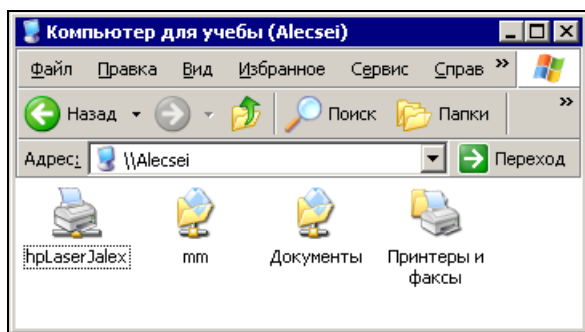 Компьютер для учебы (Alecsei)
Файл Правка Вид Избранное Сервис Справ »
Назад Поиск Папки »
Адрес: \\Alecsei Переход
hpLaserJalex mm Документы Принтеры и
факсы